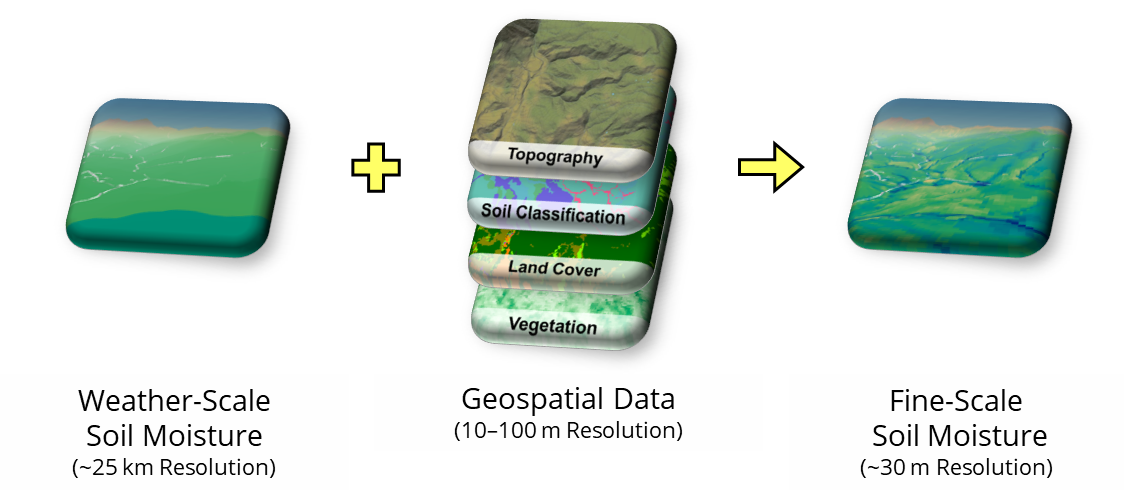 Topography
Soil Classification
Land Cover
Vegetation
Weather-Scale
Soil Moisture
(~25 km Resolution)
Geospatial Data
(10–100 m Resolution)
Fine-Scale
Soil Moisture
(~30 m Resolution)